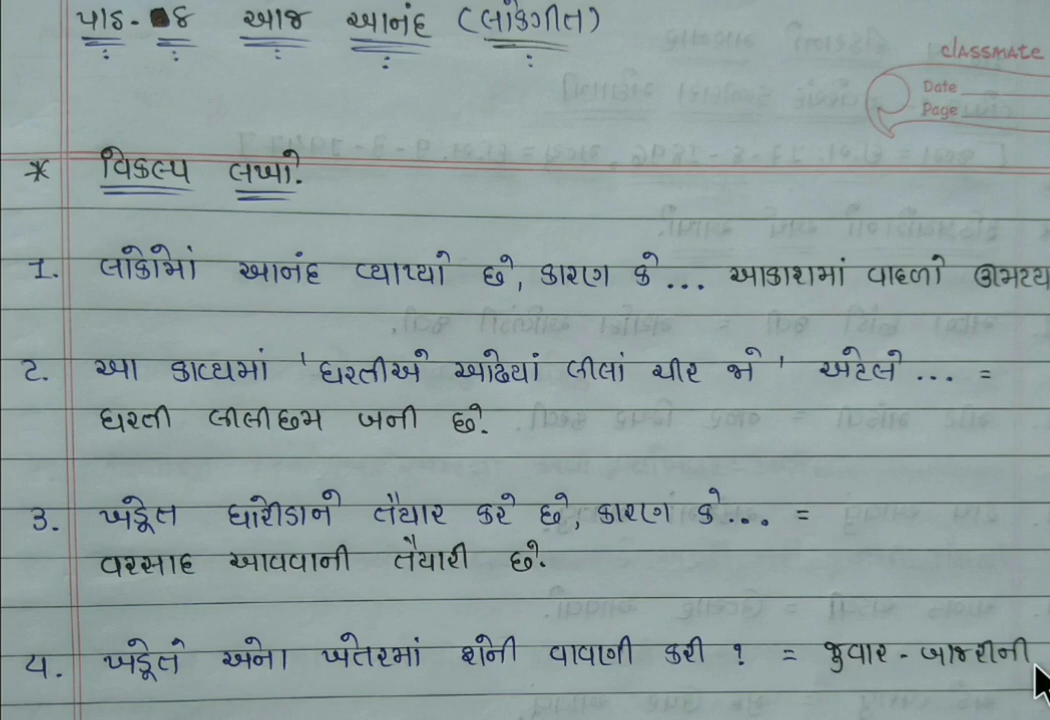 પાઠ-૪ આજ આનંદ (લોકગીત)
classmate
Date
Page
* વિકલ્પ લખો.
1. લોકોમાં આનંદ વ્યાપ્યો છે, કારણ કે... આકાશમાં વાદળો ઊમટ્ય
2. આ કાવ્યમાં 'ધરતીએ ઓઢ્યાં લીલાં ચીર જો' એટલે ... =
ધરતી લીલીછમ બની છે.
3. ખેડૂત ધોરીડાને તૈયાર કરે છે, કારણ કે... =
વરસાદ આવવાની તૈયારી છે.
4. ખેડૂતે એના ખેતરમાં શેની વાવણી કરી ? = જુવાર - બાજરીની